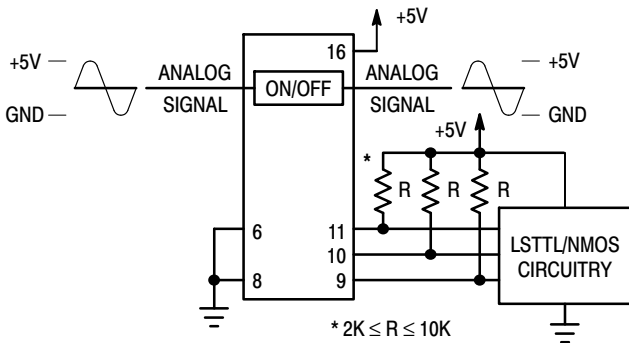 +5V
16
+5V
ANALOG
SIGNAL
ON/OFF
ANALOG
SIGNAL
+5V
GND
GND
+5V
*
R
R
R
6
11
LSTTL/NMOS
CIRCUITRY
10
8
9
* 2K ≤ R ≤ 10K